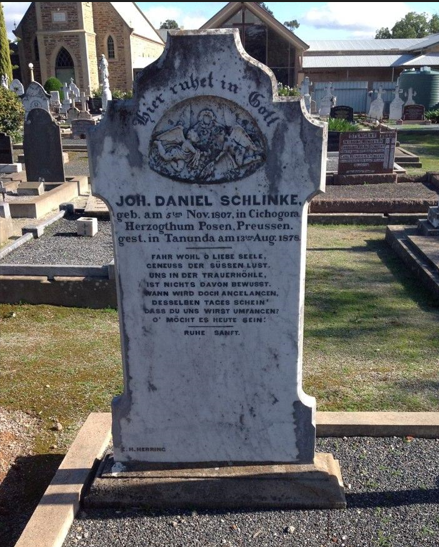 Hier ruhet in Gott
JOH. DANIEL SCHLINKE.
geb. am 5ten Nov. 1807, in Cichogom
Herzogthum Posen, Preussen.
gest. in Tanunda am 13ten Aug. 1878
FAHR WOHL O LIEBE SEELE,
GENEUSS DER SÜSSEN LUST,
UNS IN DER TRAUERHÖHLE,
IST NICHTS DAVON BEWUSST.
WANN WIRD DOCH ANGELANGEN,
DESSELBEN TAGES SCHEIN
DASS DU UNS WIRST UMFANGEN?
O' MÖCHT ES HEUTE SEIN!
RUHE SANFT.
HERRING